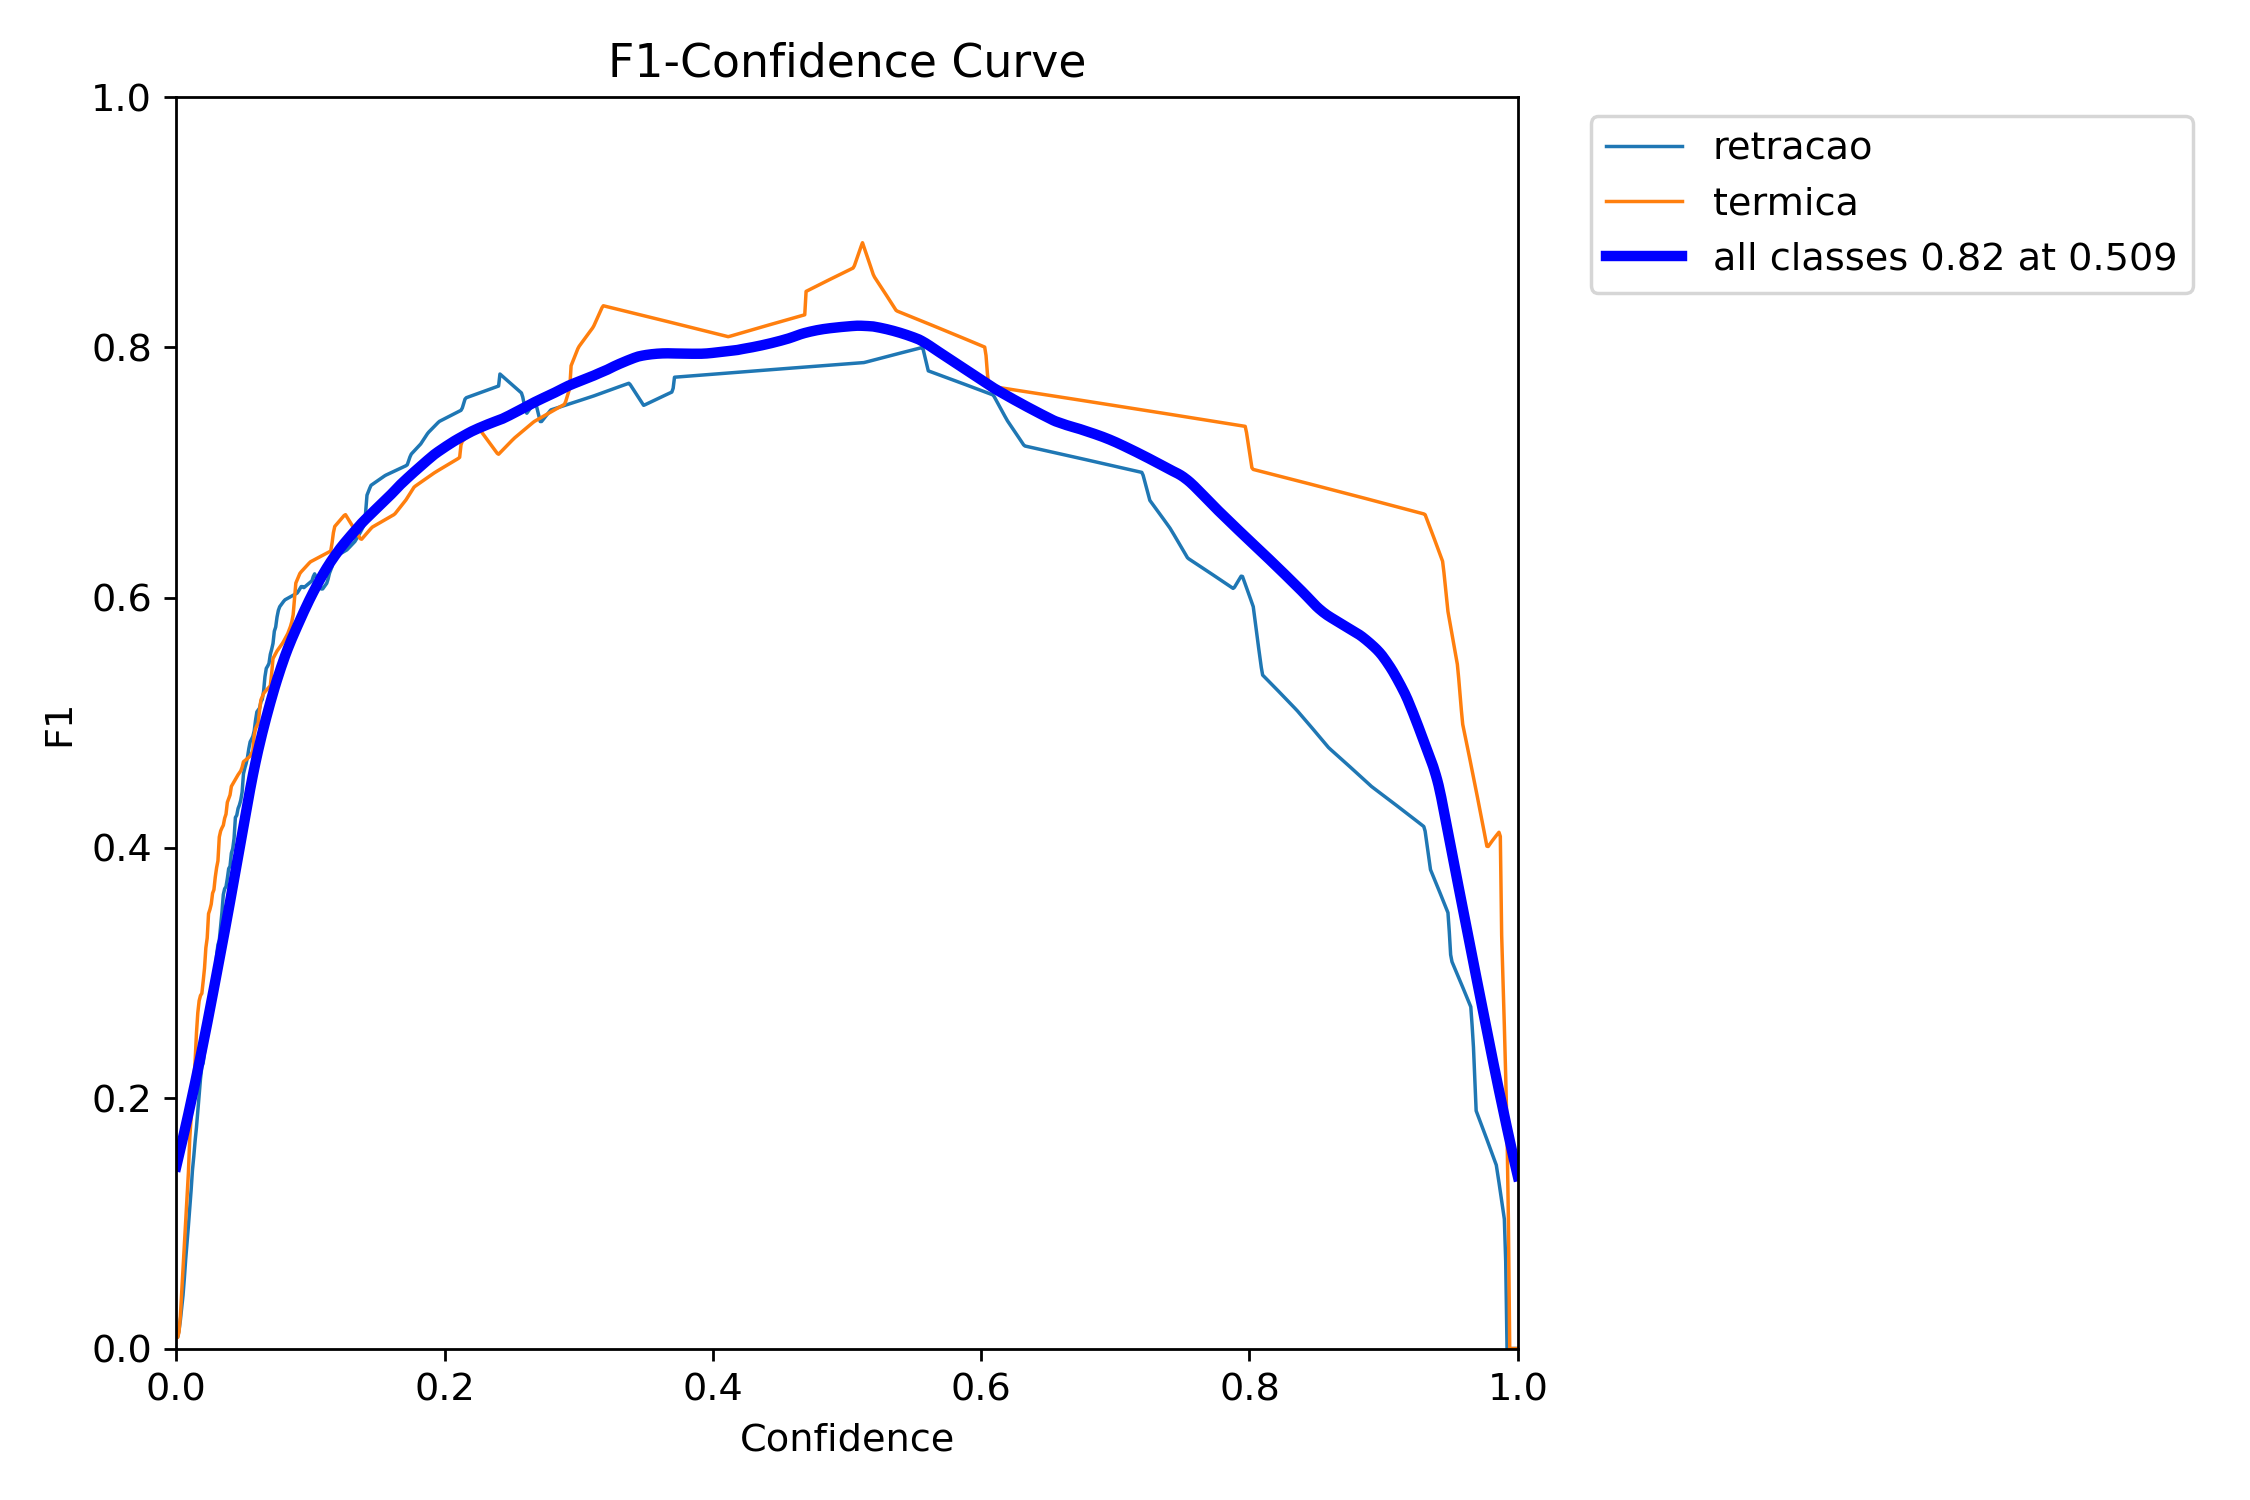 F1-Confidence Curve
retracao
termica
all classes 0.82 at 0.509
F1
1.0
0.8
0.6
0.4
0.2
0.0
0.0 0.2 0.4 0.6 0.8 1.0
Confidence